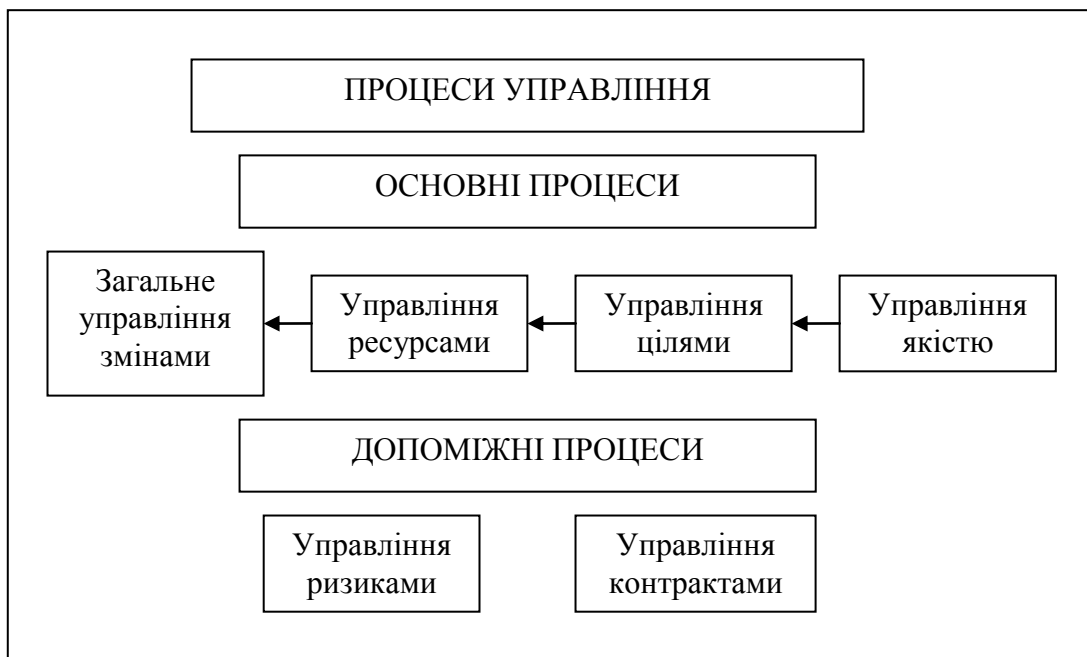 ПРОЦЕСИ УПРАВЛІННЯ
ОСНОВНІ ПРОЦЕСИ
Загальне
управління
змінами
Управління
ресурсами
Управління
цілями
Управління
якістю
ДОПОМІЖНІ ПРОЦЕСИ
Управління
ризиками
Управління
контрактами